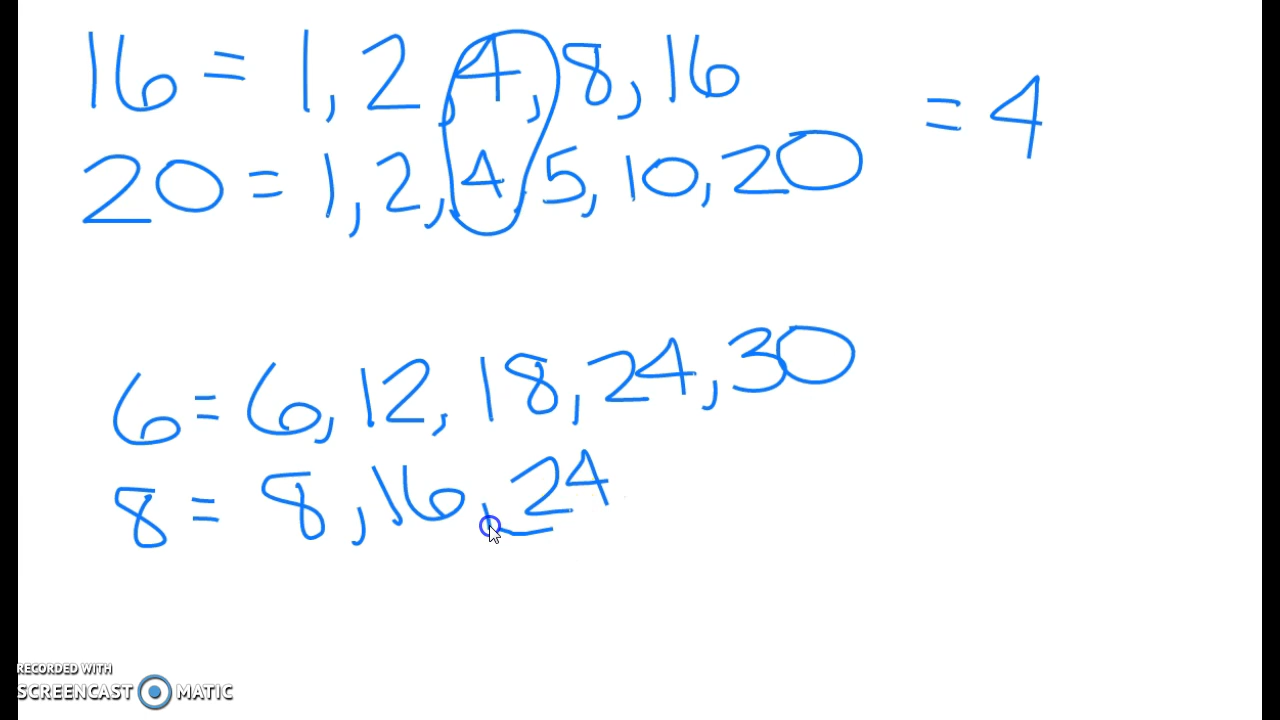 16 = 1, 2, 4, 8, 16
= 4
20 = 1, 2, 4, 5, 10, 20
6 = 6, 12, 18, 24, 30
8 = 8, 16, 24
RECORDED WITH
SCREENCAST MATIC